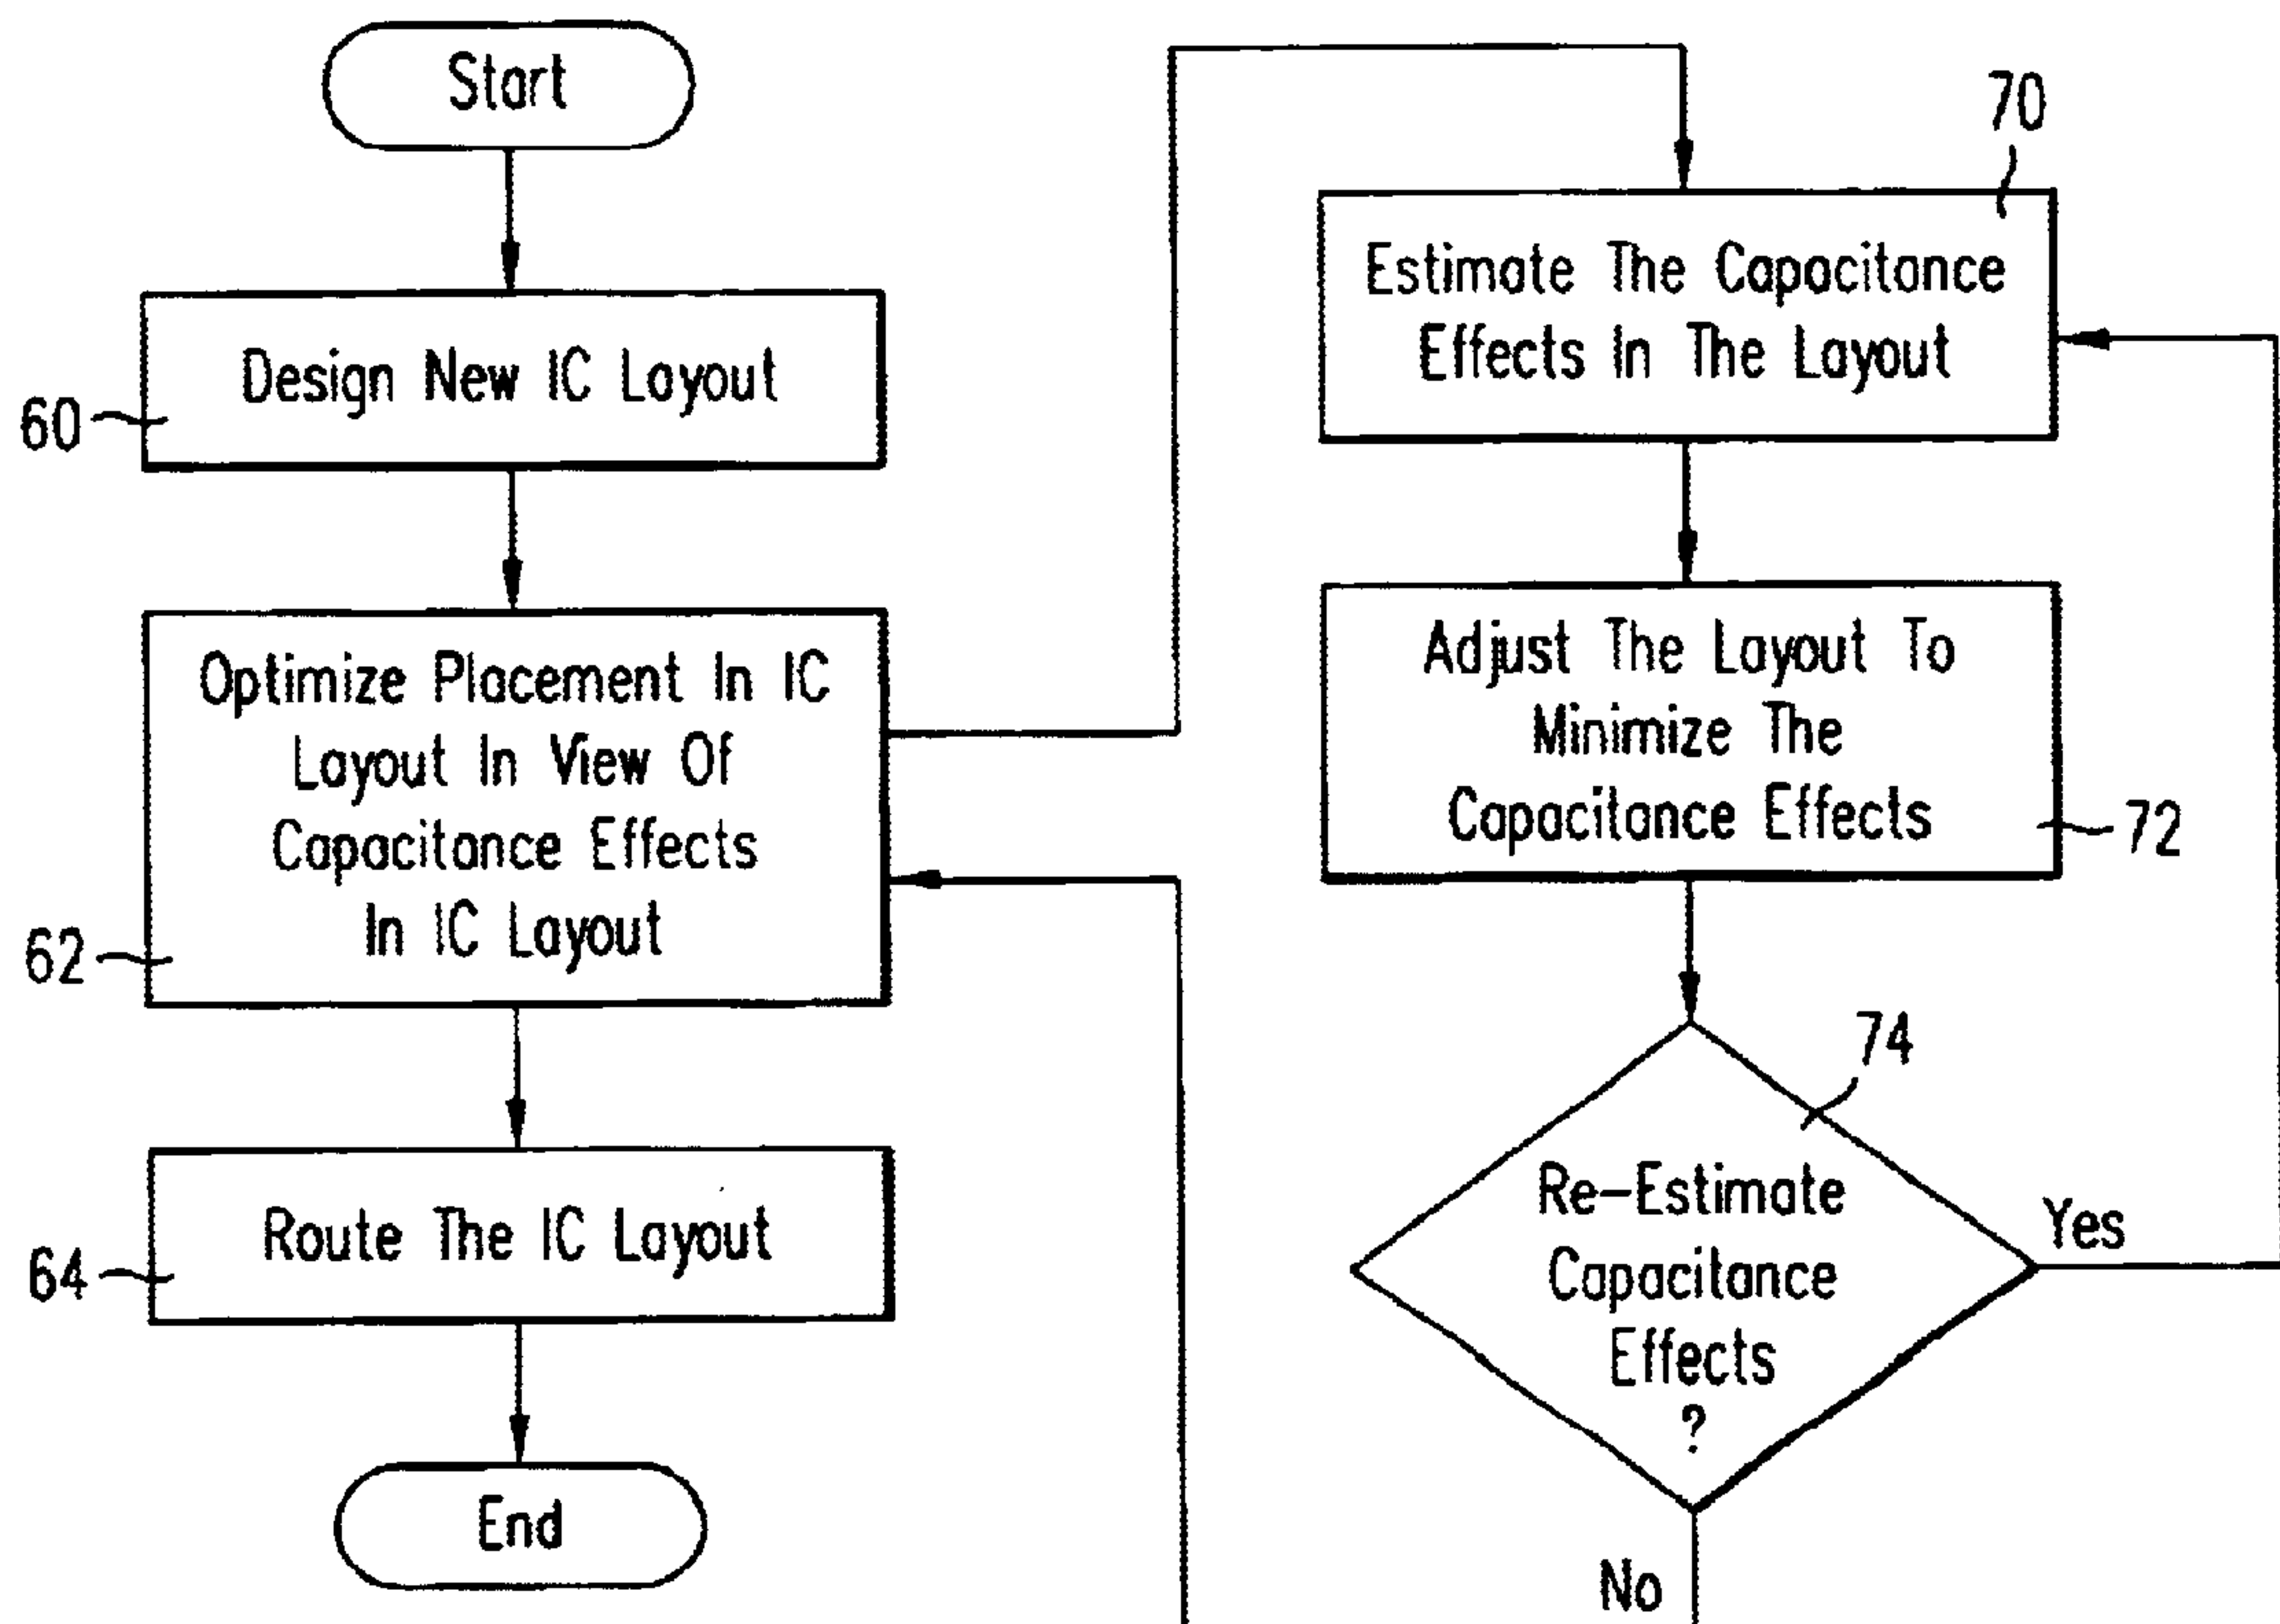 Start
Design New IC Layout
60
Optimize Placement In IC
Layout In View Of
Capacitance Effects
In IC Layout
62
Route The IC Layout
64
End
70
Estimate The Capacitance
Effects In The Layout
Adjust The Layout To
Minimize The
Capacitance Effects
72
74
Re-Estimate
Capacitance
Effects
?
Yes
No